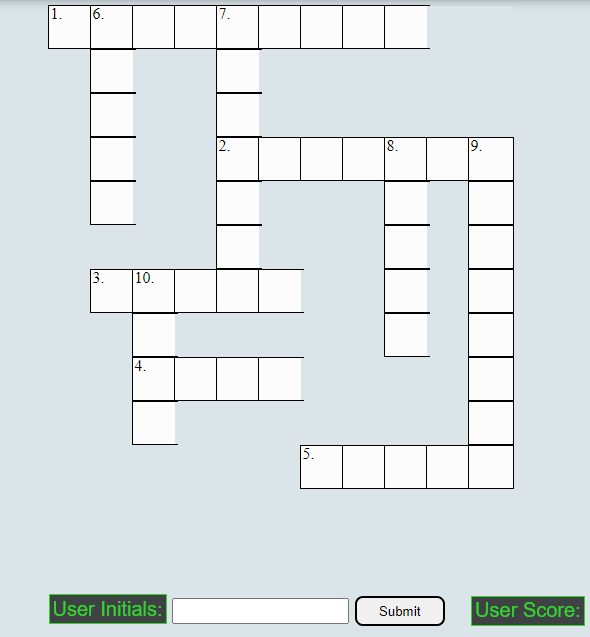 1. 6. 7.
2. 8. 9.
3. 10.
4.
5.
User Initials: Submit User Score: